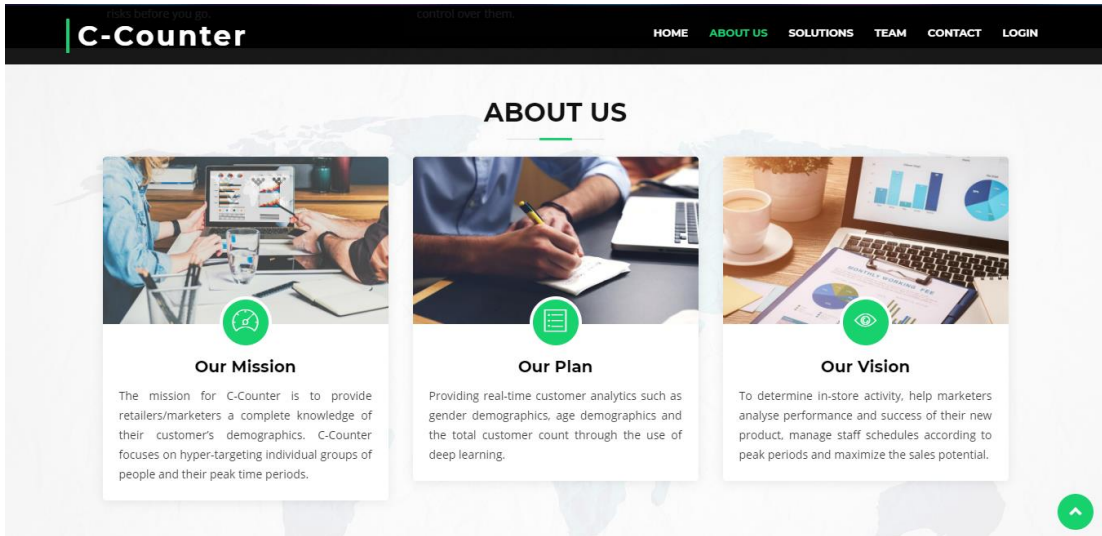 risks before you go.
control over them.
C-Counter
HOME ABOUT US SOLUTIONS TEAM CONTACT LOGIN
ABOUT US
MONTHLY WORKING FEE
Our Mission
The mission for C-Counter is to provide
retailers/marketers a complete knowledge of
their customer's demographics. C-Counter
focuses on hyper-targeting individual groups of
people and their peak time periods.
Our Plan
Providing real-time customer analytics such as
gender demographics, age demographics and
the total customer count through the use of
deep learning.
Our Vision
To determine in-store activity, help marketers
analyse performance and success of their new
product, manage staff schedules according to
peak periods and maximize the sales potential.